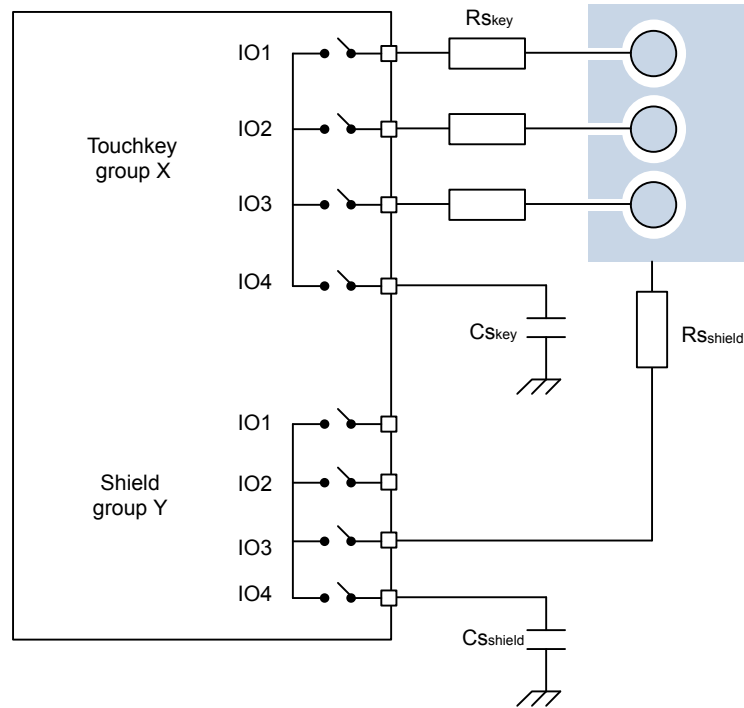 Rskey
IO1
IO2
Touchkey
group X
IO3
IO4
Cskey
Rsshield
IO1
Shield
group Y
IO2
IO3
IO4
Csshield